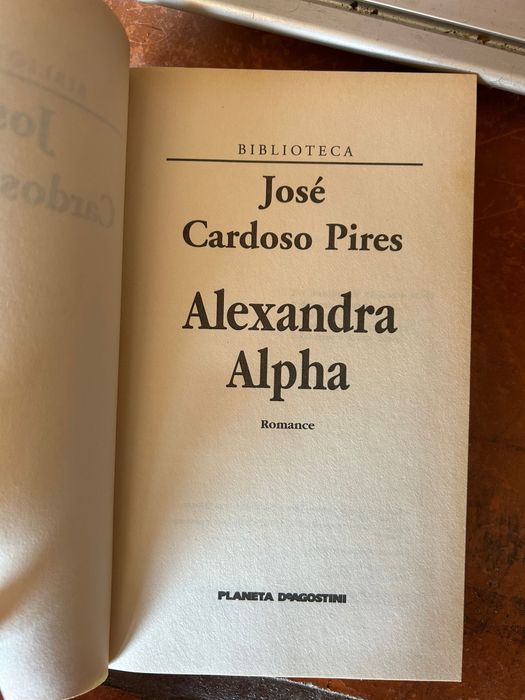 BIBLIOTECA
José
Cardoso Pires
Alexandra
Alpha
Romance
PLANETA DEAGOSTINI